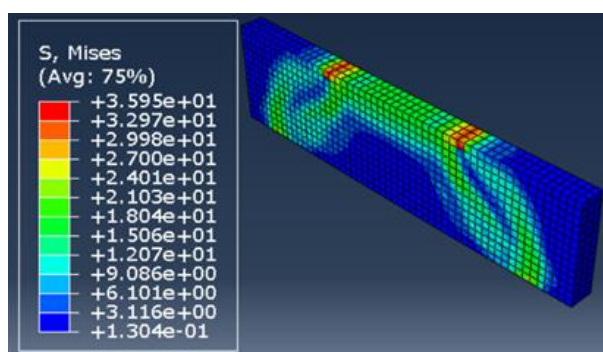 S, Mises
(Avg: 75%)
+3.595e+01
+3.297e+01
+2.998e+01
+2.700e+01
+2.401e+01
+2.103e+01
+1.804e+01
+1.506e+01
+1.207e+01
+9.086e+00
+6.101e+00
+3.116e+00
+1.304e-01